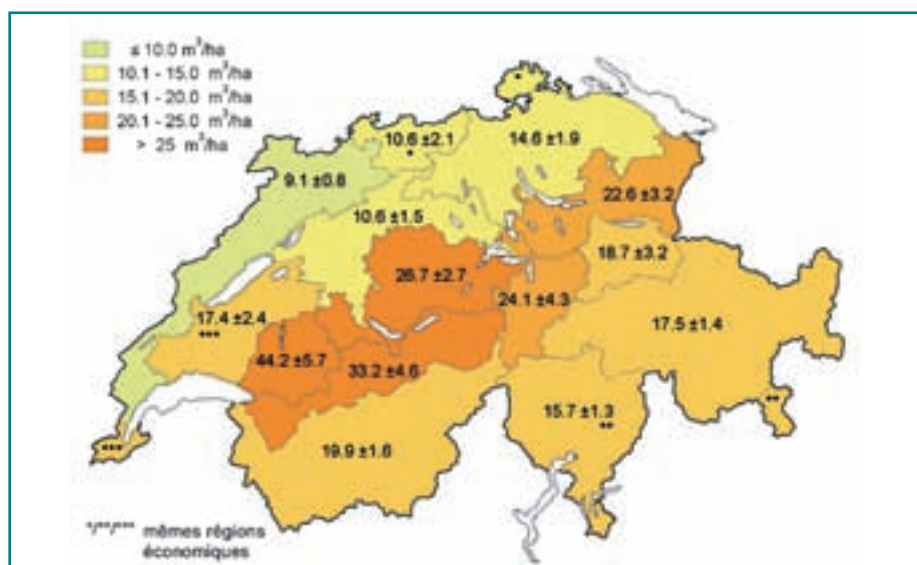 ≤ 10.0 m³/ha
10.1 - 15.0 m³/ha
15.1 - 20.0 m³/ha
20.1 - 25.0 m³/ha
> 25 m³/ha
10.6 ±2.1
*
14.6 ±1.9
9.1 ±0.8
22.6 ±3.2
10.6 ±1.5
18.7 ±3.2
26.7 ±2.7
24.1 ±4.3
17.4 ±2.4
***
17.5 ±1.4
44.2 ±5.7
33.2 ±4.6
15.7 ±1.3
**
**
***
19.9 ±1.6
*/**/*** mêmes régions
économiques